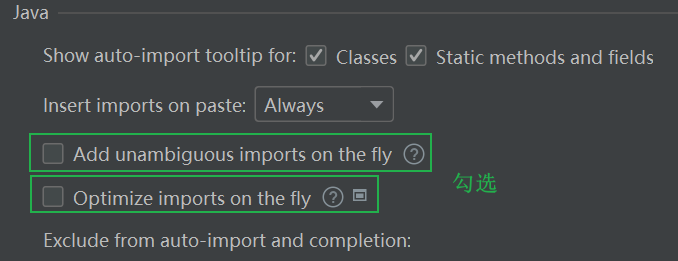 Java
Show auto-import tooltip for: Classes Static methods and fields
Insert imports on paste: Always
Add unambiguous imports on the fly ?
Optimize imports on the fly ?
勾选
Exclude from auto-import and completion: